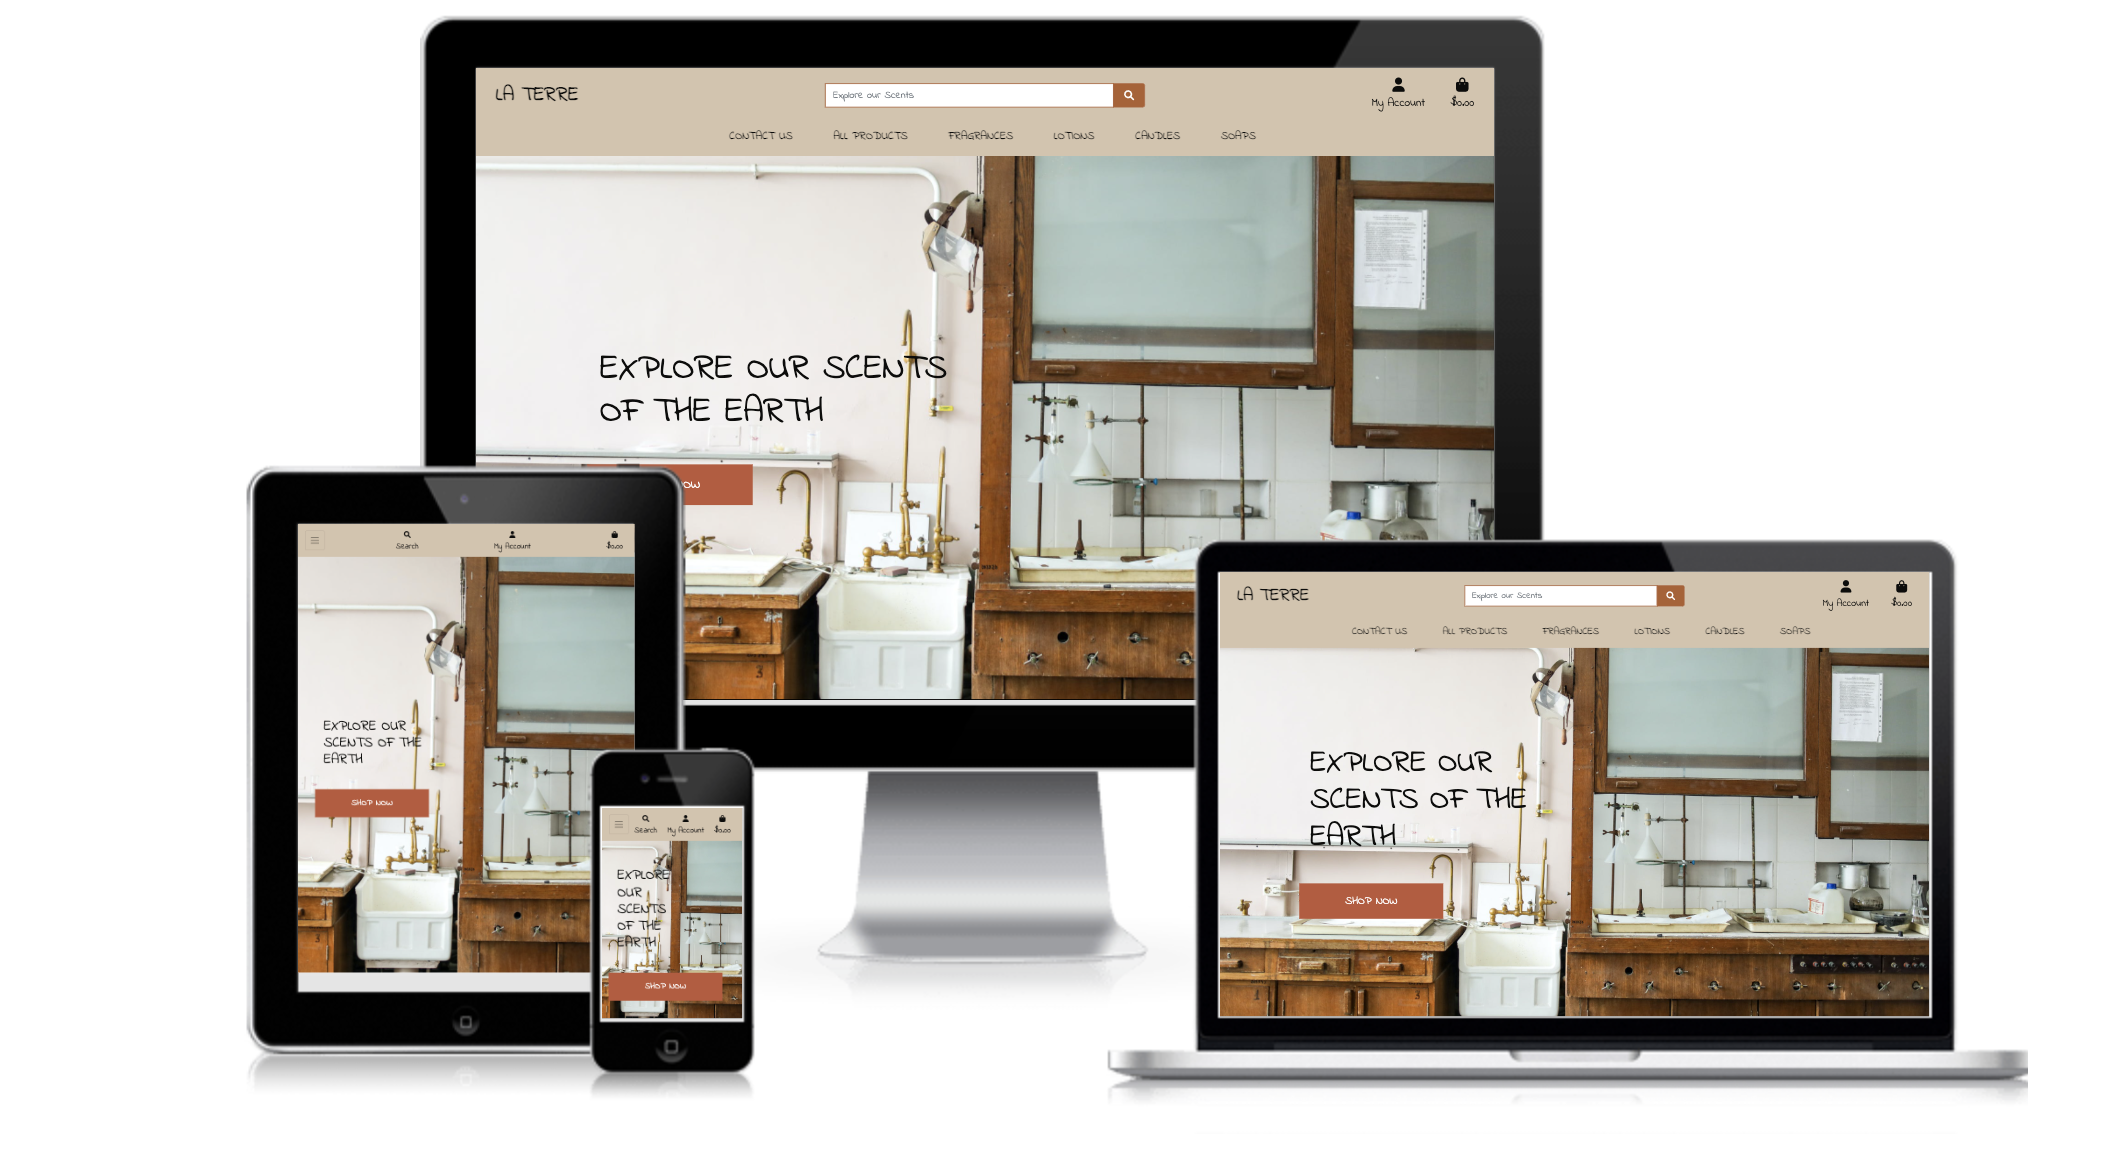 LA TERRE
Explore our Scents
My Account
$0.00
CONTACT US ALL PRODUCTS FRAGRANCES LOTIONS CANDLES SOAPS
EXPLORE OUR SCENTS
OF THE EARTH
NOW
Search
My Account
$0.00
EXPLORE OUR
SCENTS OF THE
EARTH
SHOP NOW
Search
My Account
$0.00
EXPLORE
OUR
SCENTS
OF THE
EARTH
SHOP NOW
LA TERRE
Explore our Scents
My Account
$0.00
CONTACT US ALL PRODUCTS FRAGRANCES LOTIONS CANDLES SOAPS
EXPLORE OUR
SCENTS OF THE
EARTH
SHOP NOW